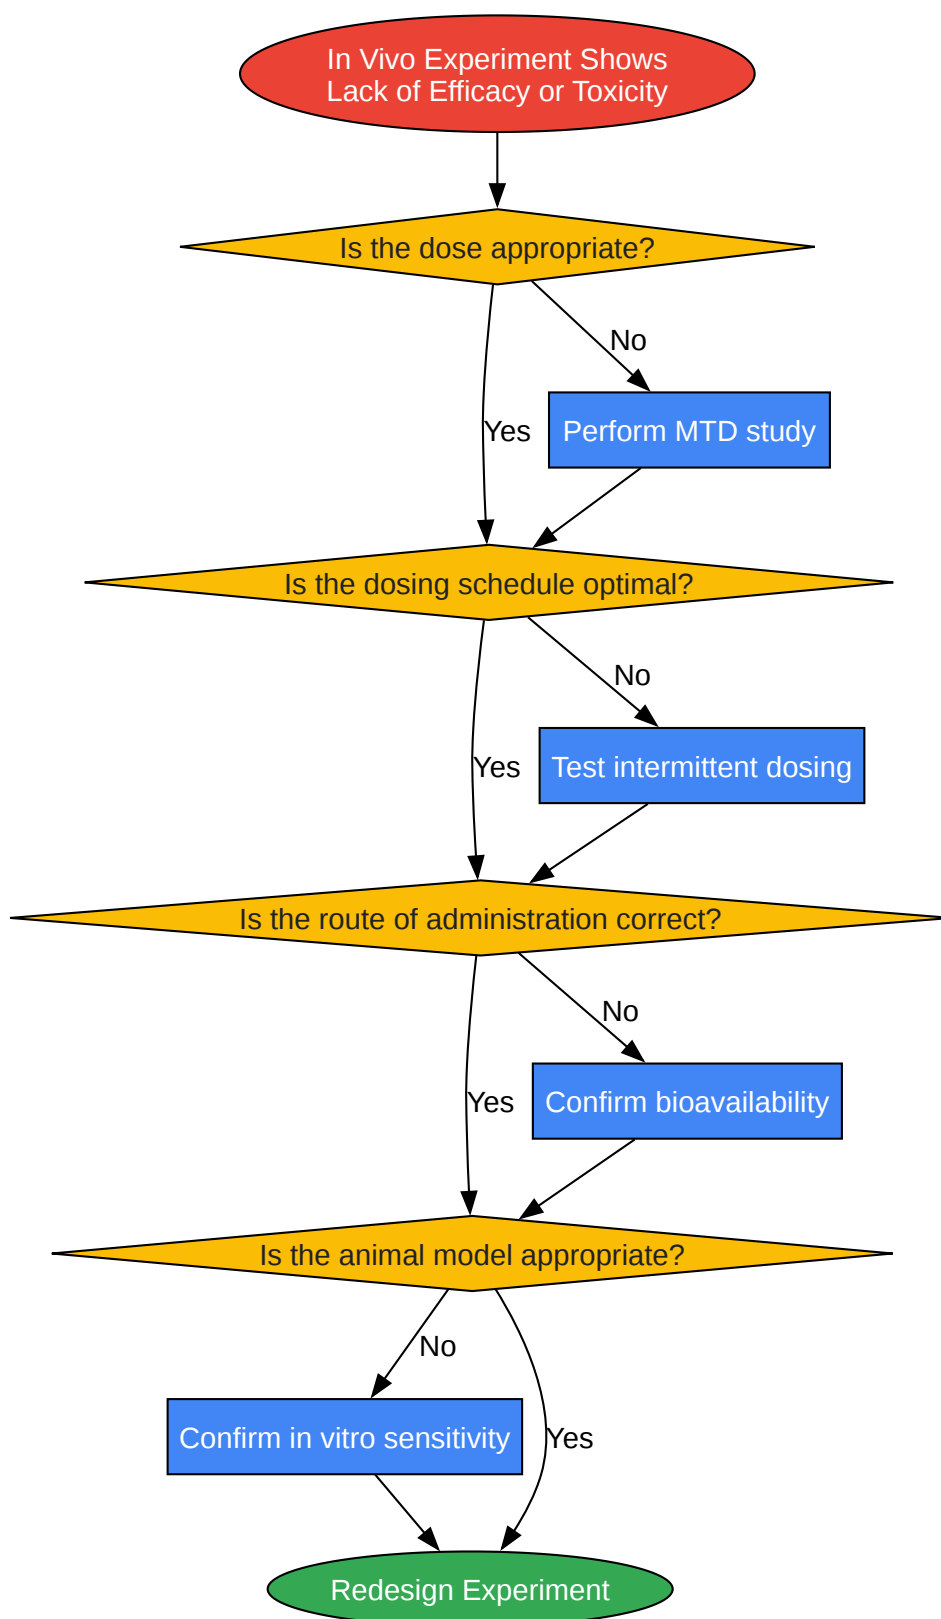 In Vivo Experiment Shows
Lack of Efficacy or Toxicity
Is the dose appropriate?
No
Yes
Perform MTD study
Is the dosing schedule optimal?
No
Yes
Test intermittent dosing
Is the route of administration correct?
No
Yes
Confirm bioavailability
Is the animal model appropriate?
No
Confirm in vitro sensitivity
Yes
Redesign Experiment